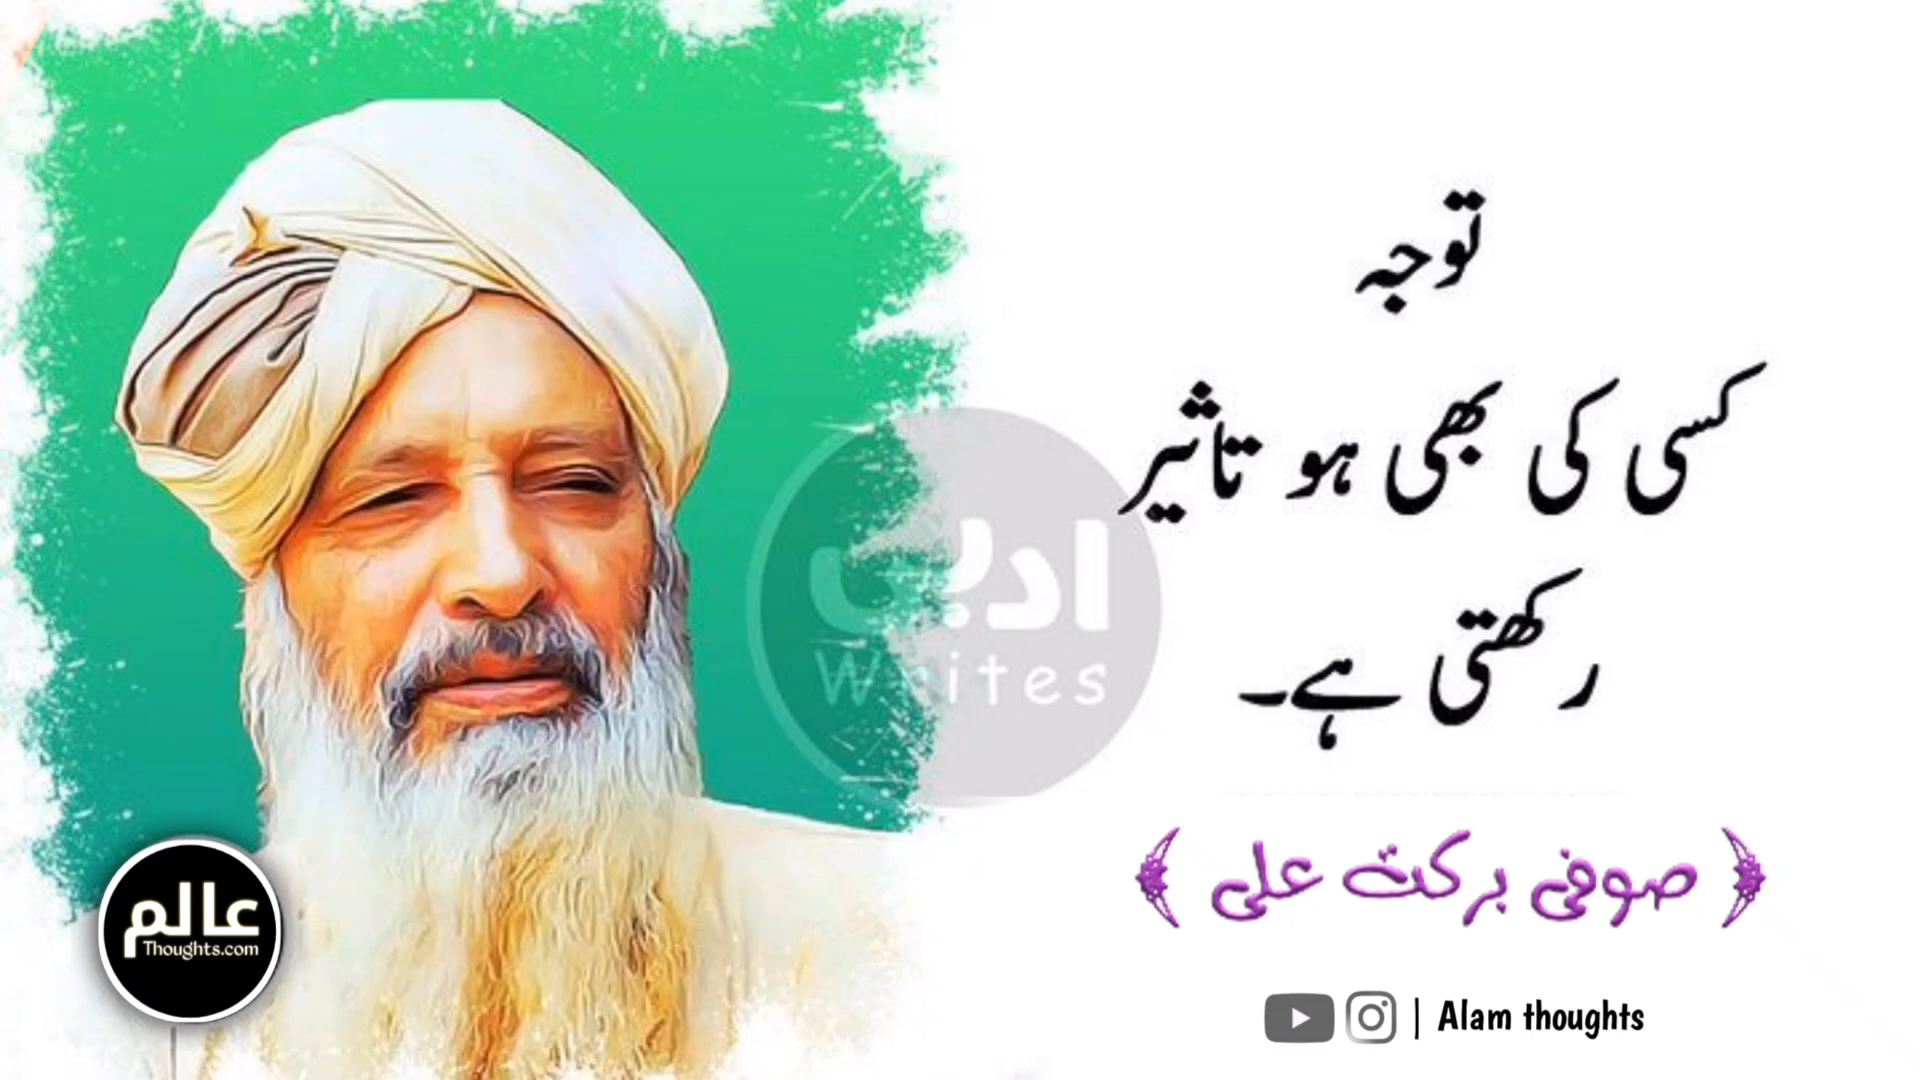 توجہ
کسی کی بھی ہو تاثیر
رکھتی ہے۔
صوفی برکت علی
ادبی
Writes
عالم
Thoughts.com
| Alam thoughts